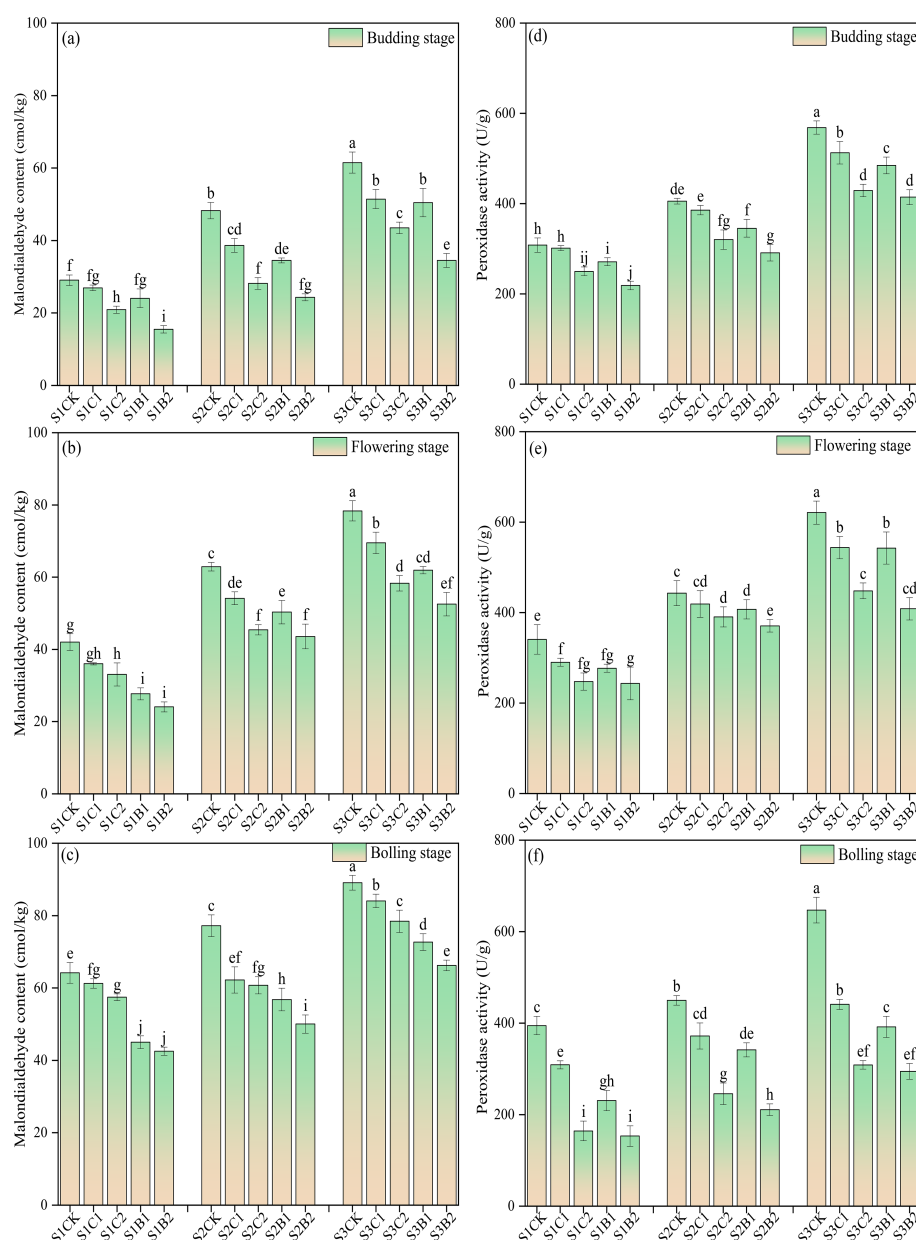 (a)
Budding stage
Malondialdehyde content (cmol/kg)
100
80
60
40
20
0
f fg h fg i b cd f de fg a b c b e
S1CK S1C1 S1C2 S1B1 S1B2 S2CK S2C1 S2C2 S2B1 S2B2 S3CK S3C1 S3C2 S3B1 S3B2
(d)
Budding stage
Peroxidase activity (U/g)
800
600
400
200
0
h h ij i j de e fg f g a b d c d
S1CK S1C1 S1C2 S1B1 S1B2 S2CK S2C1 S2C2 S2B1 S2B2 S3CK S3C1 S3C2 S3B1 S3B2
(b)
Flowering stage
Malondialdehyde content (cmol/kg)
100
80
60
40
20
0
g gh h i i c de f e f a b d cd ef
S1CK S1C1 S1C2 S1B1 S1B2 S2CK S2C1 S2C2 S2B1 S2B2 S3CK S3C1 S3C2 S3B1 S3B2
(e)
Flowering stage
Peroxidase activity (U/g)
800
600
400
200
0
e f fg fg g c cd d d e a b c b cd
S1CK S1C1 S1C2 S1B1 S1B2 S2CK S2C1 S2C2 S2B1 S2B2 S3CK S3C1 S3C2 S3B1 S3B2
(c)
Bolling stage
Malondialdehyde content (cmol/kg)
100
80
60
40
20
0
e fg g j j c ef fg h i a b c d e
S1CK S1C1 S1C2 S1B1 S1B2 S2CK S2C1 S2C2 S2B1 S2B2 S3CK S3C1 S3C2 S3B1 S3B2
(f)
Bolling stage
Peroxidase activity (U/g)
800
600
400
200
0
c e i gh i b cd g de h a b ef c ef
S1CK S1C1 S1C2 S1B1 S1B2 S2CK S2C1 S2C2 S2B1 S2B2 S3CK S3C1 S3C2 S3B1 S3B2